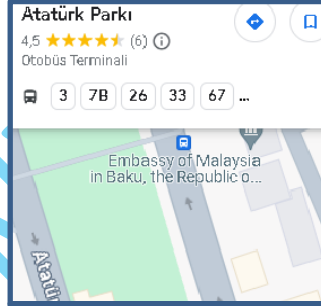 Atatürk Parkı
4,5 (6)
Otobüs Terminali
3 7B 26 33 67 ...
Embassy of Malaysia
in Baku, the Republic o...
Atatür